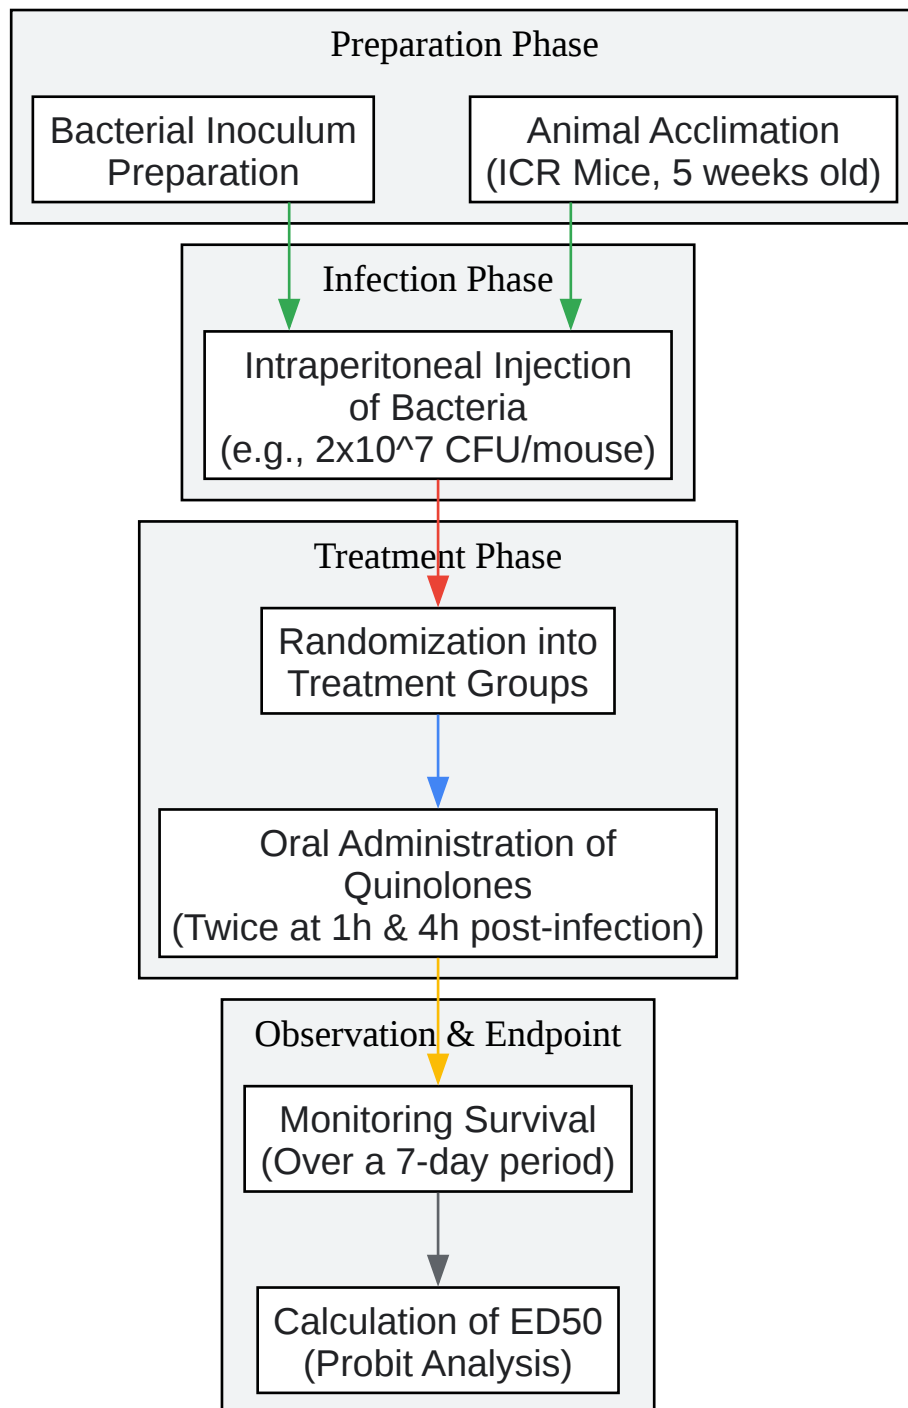 Preparation Phase
Bacterial Inoculum
Preparation
Animal Acclimation
(ICR Mice, 5 weeks old)
Infection Phase
Intraperitoneal Injection
of Bacteria
(e.g., 2x10^7 CFU/mouse)
Treatment Phase
Randomization into
Treatment Groups
Oral Administration of
Quinolones
(Twice at 1h & 4h post-infection)
Observation & Endpoint
Monitoring Survival
(Over a 7-day period)
Calculation of ED50
(Probit Analysis)